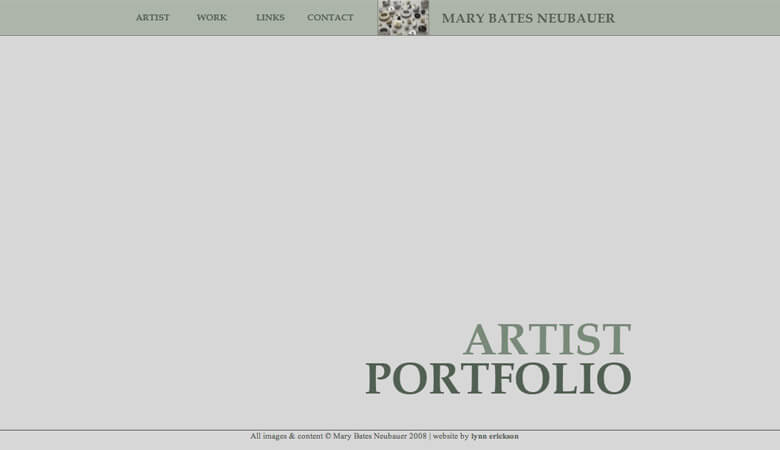 ARTIST WORK LINKS CONTACT MARY BATES NEUBAUER
ARTIST
PORTFOLIO
All images & content © Mary Bates Neubauer 2008 | website by lynn erickson